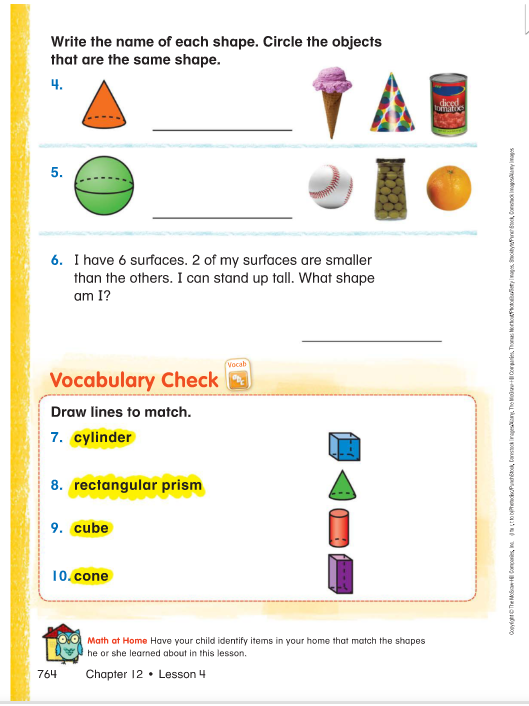 Write the name of each shape. Circle the objects
that are the same shape.
4.
diced
tomatoes
5.
6. I have 6 surfaces. 2 of my surfaces are smaller
than the others. I can stand up tall. What shape
am I?
Vocabulary Check
Vocab
Draw lines to match.
7. cylinder
8. rectangular prism
9. cube
10. cone
Math at Home Have your child identify items in your home that match the shapes
he or she learned about in this lesson.
764 Chapter 12 • Lesson 4
Copyright © The McGraw-Hill Companies, Inc.